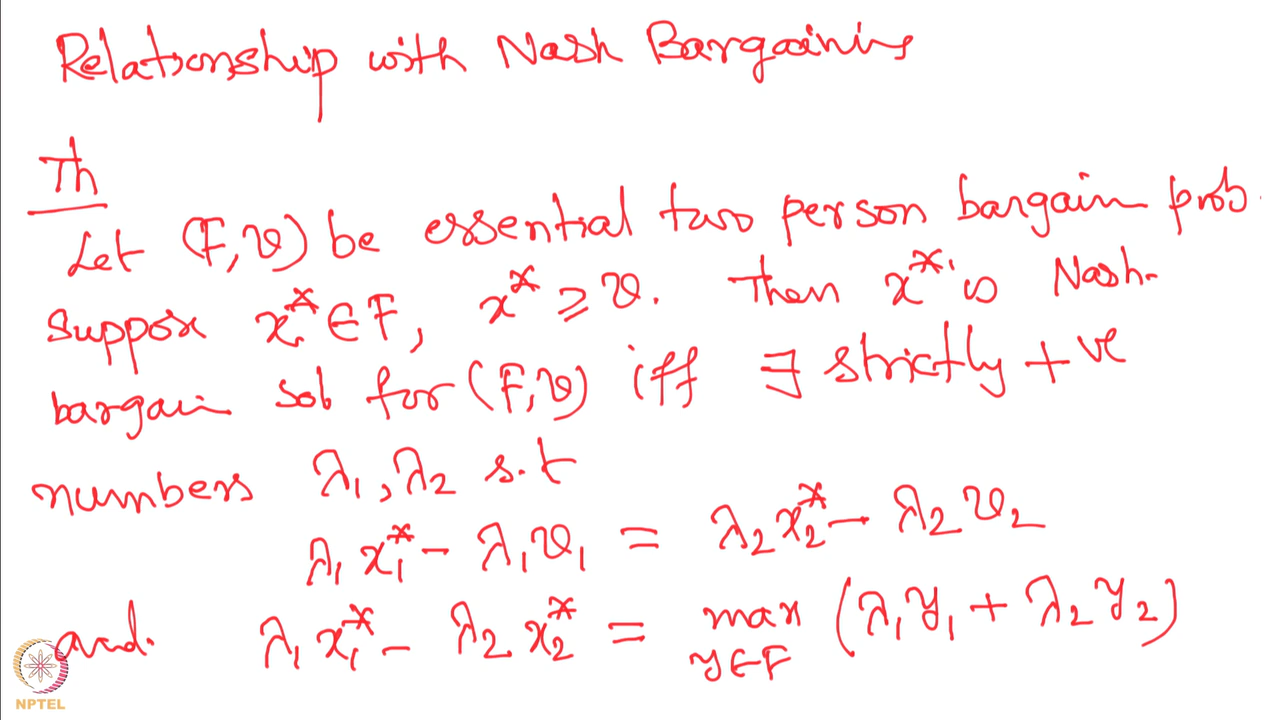 Relationship with Nash Bargaining
Th
Let (F, v) be essential two person bargain prob.
Suppose x* ∈ F, x* ≥ v. Then x* is Nash-
bargain sol for (F, v) iff ∃ strictly +ve
numbers λ₁, λ₂ s.t
λ₁x₁* - λ₁v₁ = λ₂x₂* - λ₂v₂
and. λ₁x₁* - λ₂x₂* = max (λ₁y₁ + λ₂y₂)
y∈F
NPTEL